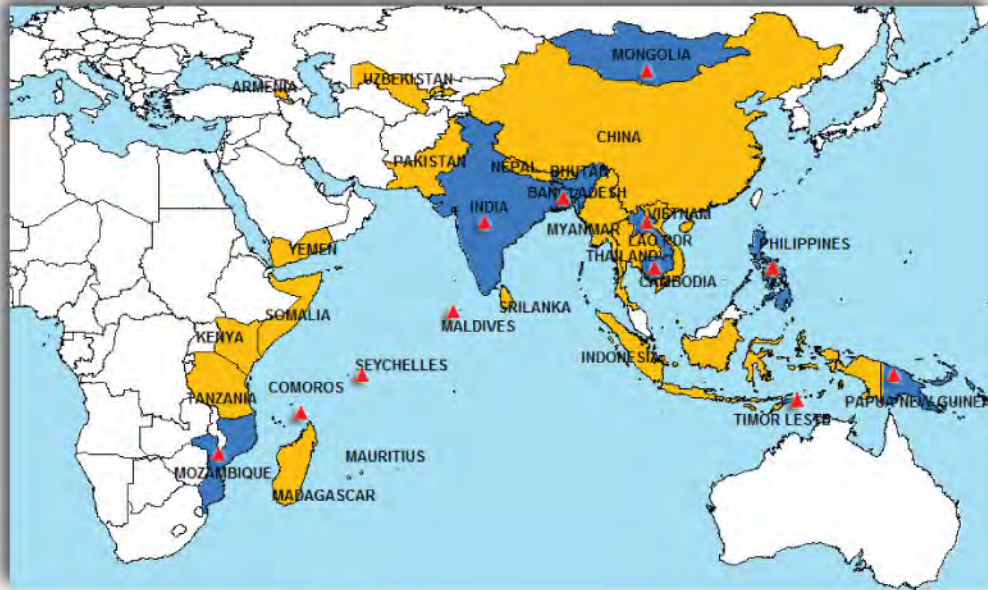 MONGOLIA
UZBEKISTAN
ARMENIA
CHINA
PAKISTAN
NEPAL
BHUTAN
BANGLADESH
INDIA
VIETNAM
MYANMAR
LAO PDR
YEMEN
PHILIPPINES
THAILAND
CAMBODIA
SRILANKA
SOMALIA
MALDIVES
KENYA
INDONESIA
SEYCHELLES
COMOROS
TANZANIA
PAPUA NEW GUINEA
TIMOR LESTE
MAURITIUS
MOZAMBIQUE
MADAGASCAR